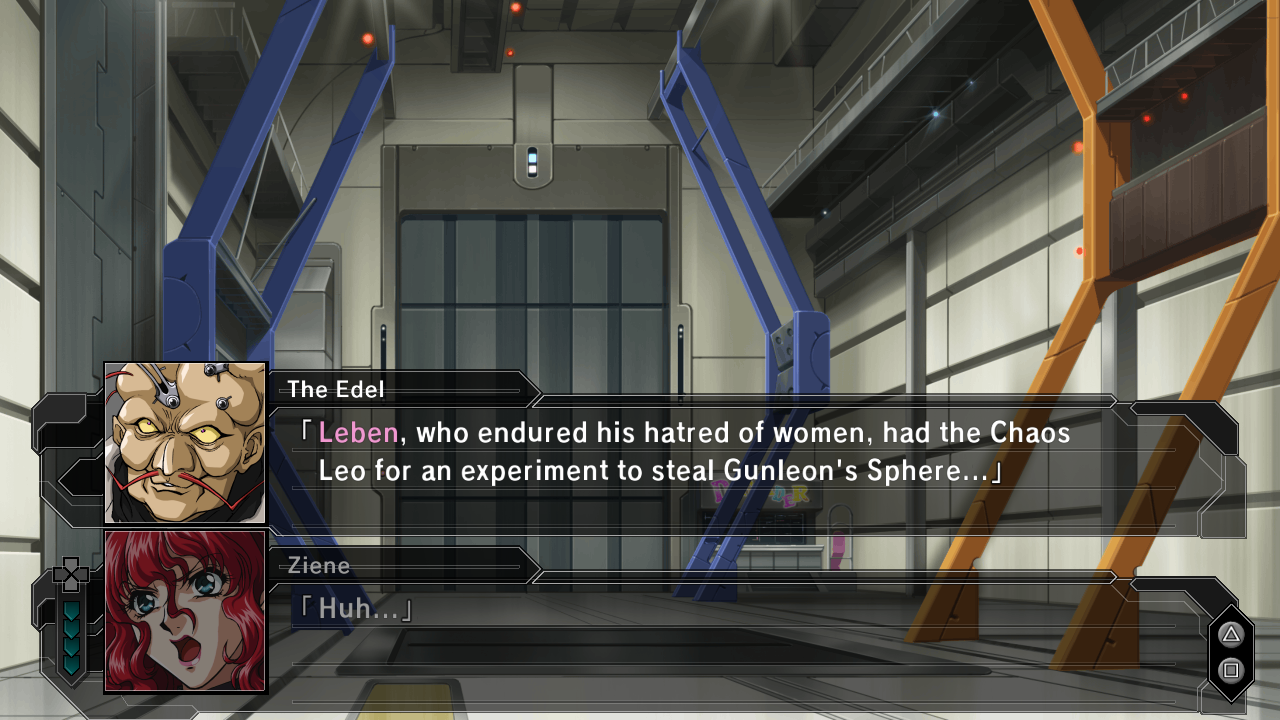 The Edel
「Leben, who endured his hatred of women, had the Chaos
Leo for an experiment to steal Gunleon's Sphere...」
Ziene
「Huh...」